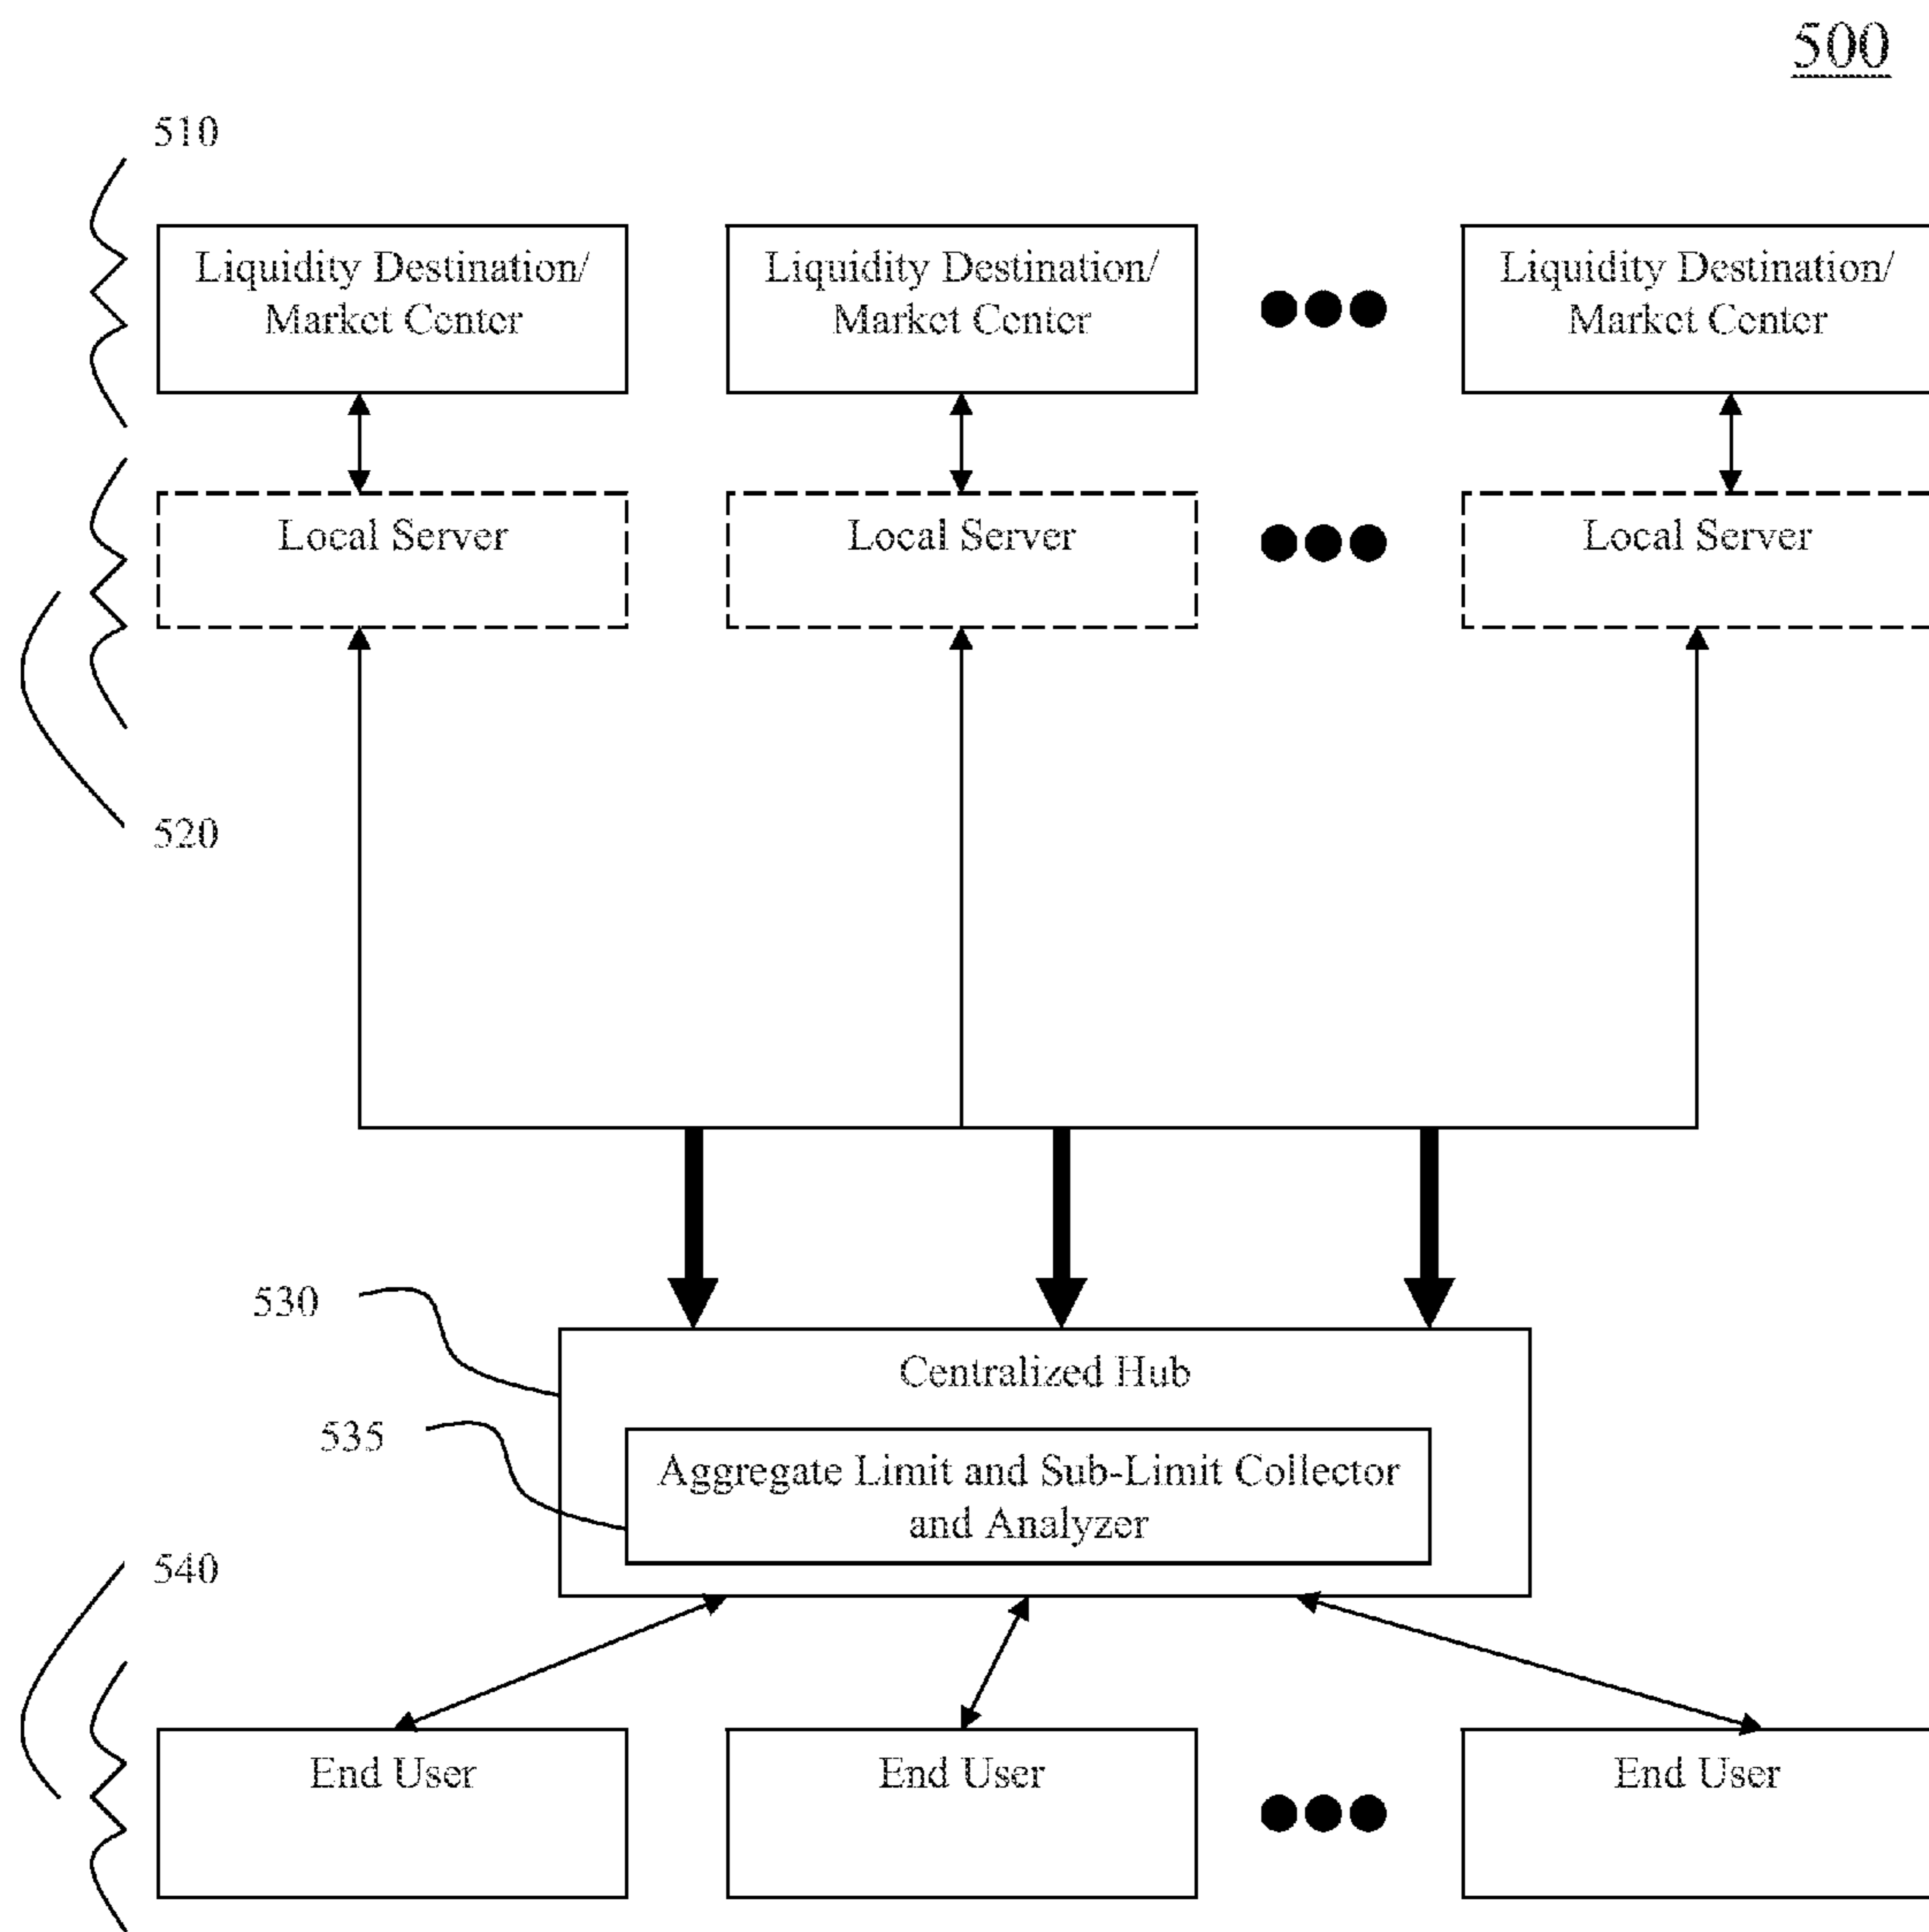 500
510
Liquidity Destination/
Market Center
Liquidity Destination/
Market Center
Liquidity Destination/
Market Center
Local Server
Local Server
Local Server
520
530
Centralized Hub
535
Aggregate Limit and Sub-Limit Collector
and Analyzer
540
End User
End User
End User